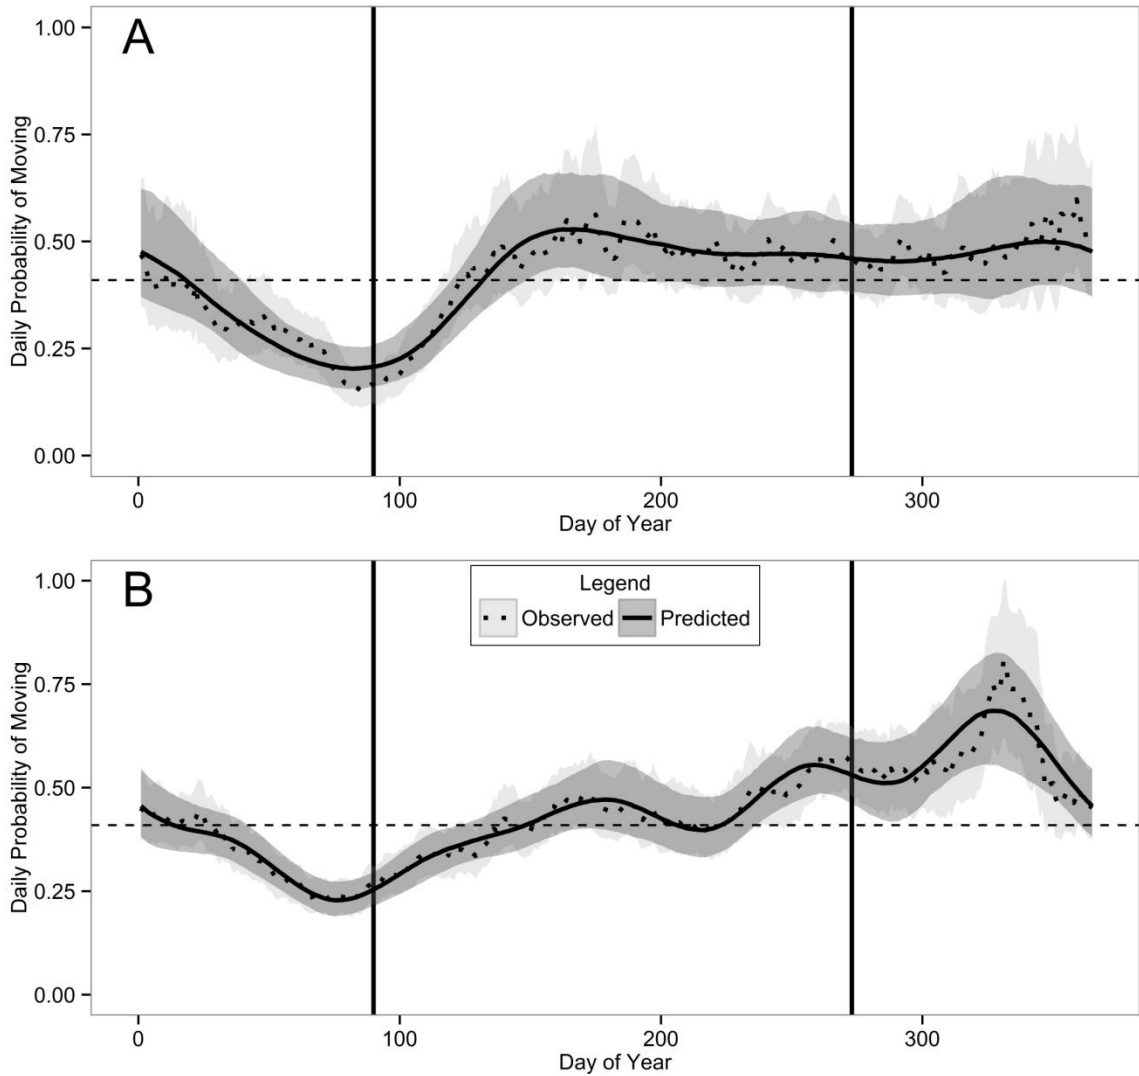 A
1.00
0.75
0.50
0.25
0.00
Daily Probability of Moving
0 100 200 300
Day of Year
B
1.00
0.75
0.50
0.25
0.00
Daily Probability of Moving
Legend
Observed Predicted
0 100 200 300
Day of Year